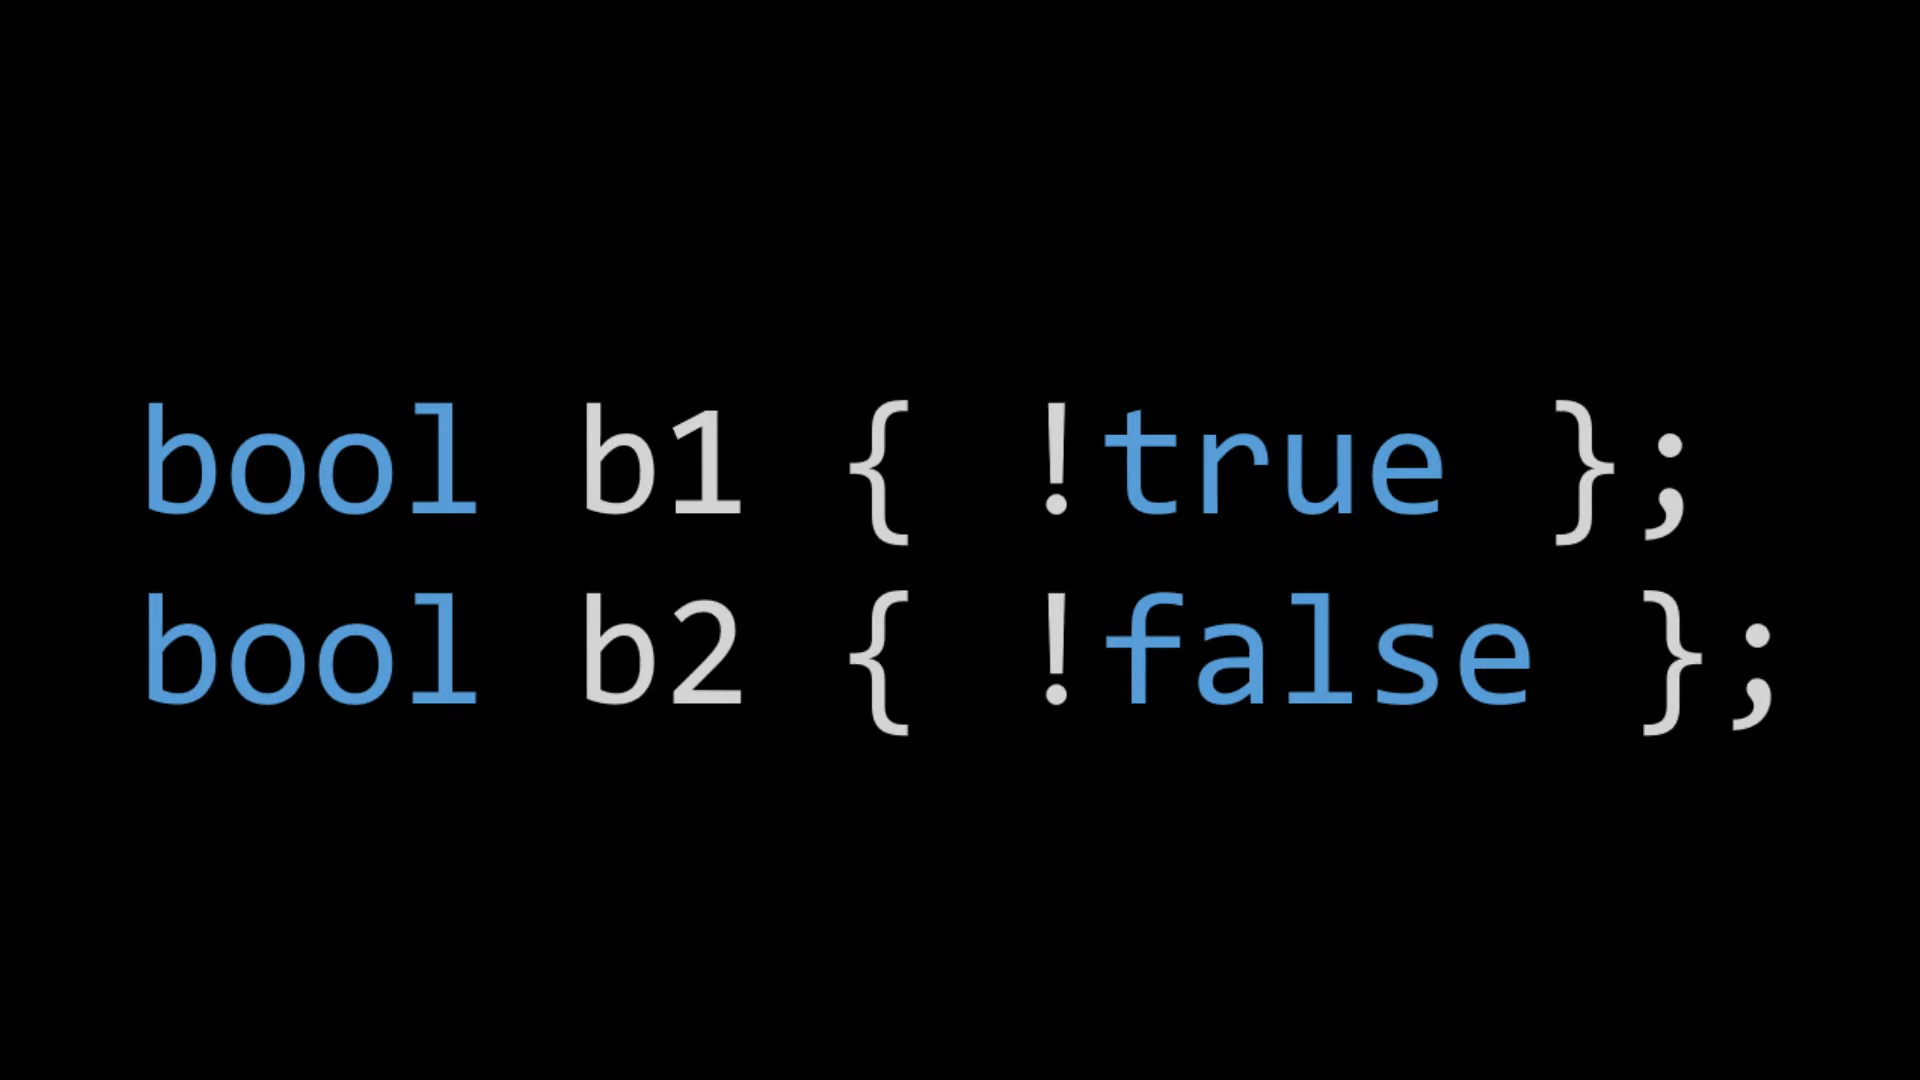 bool b1 { !true };
bool b2 { !false };